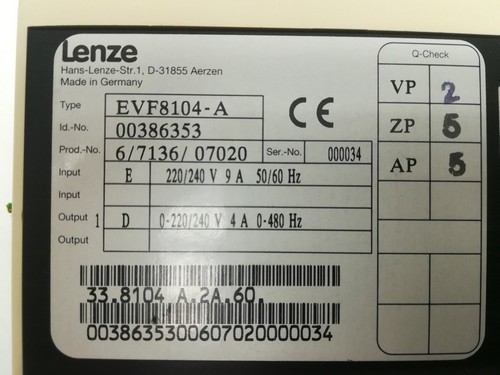 Lenze
Hans-Lenze-Str.1, D-31855 Aerzen
Made in Germany
Type EVF8104-A
Id.-No. 00386353
Prod.-No. 6/7136/07020 Ser.-No. 000034
Input E 220/240 V 9 A 50/60 Hz
Input
Output 1 D 0-220/240 V 4 A 0-480 Hz
Output
33.8104 A.2A.60.
0038635300607020000034
Q-Check
VP 2
ZP 5
AP 5